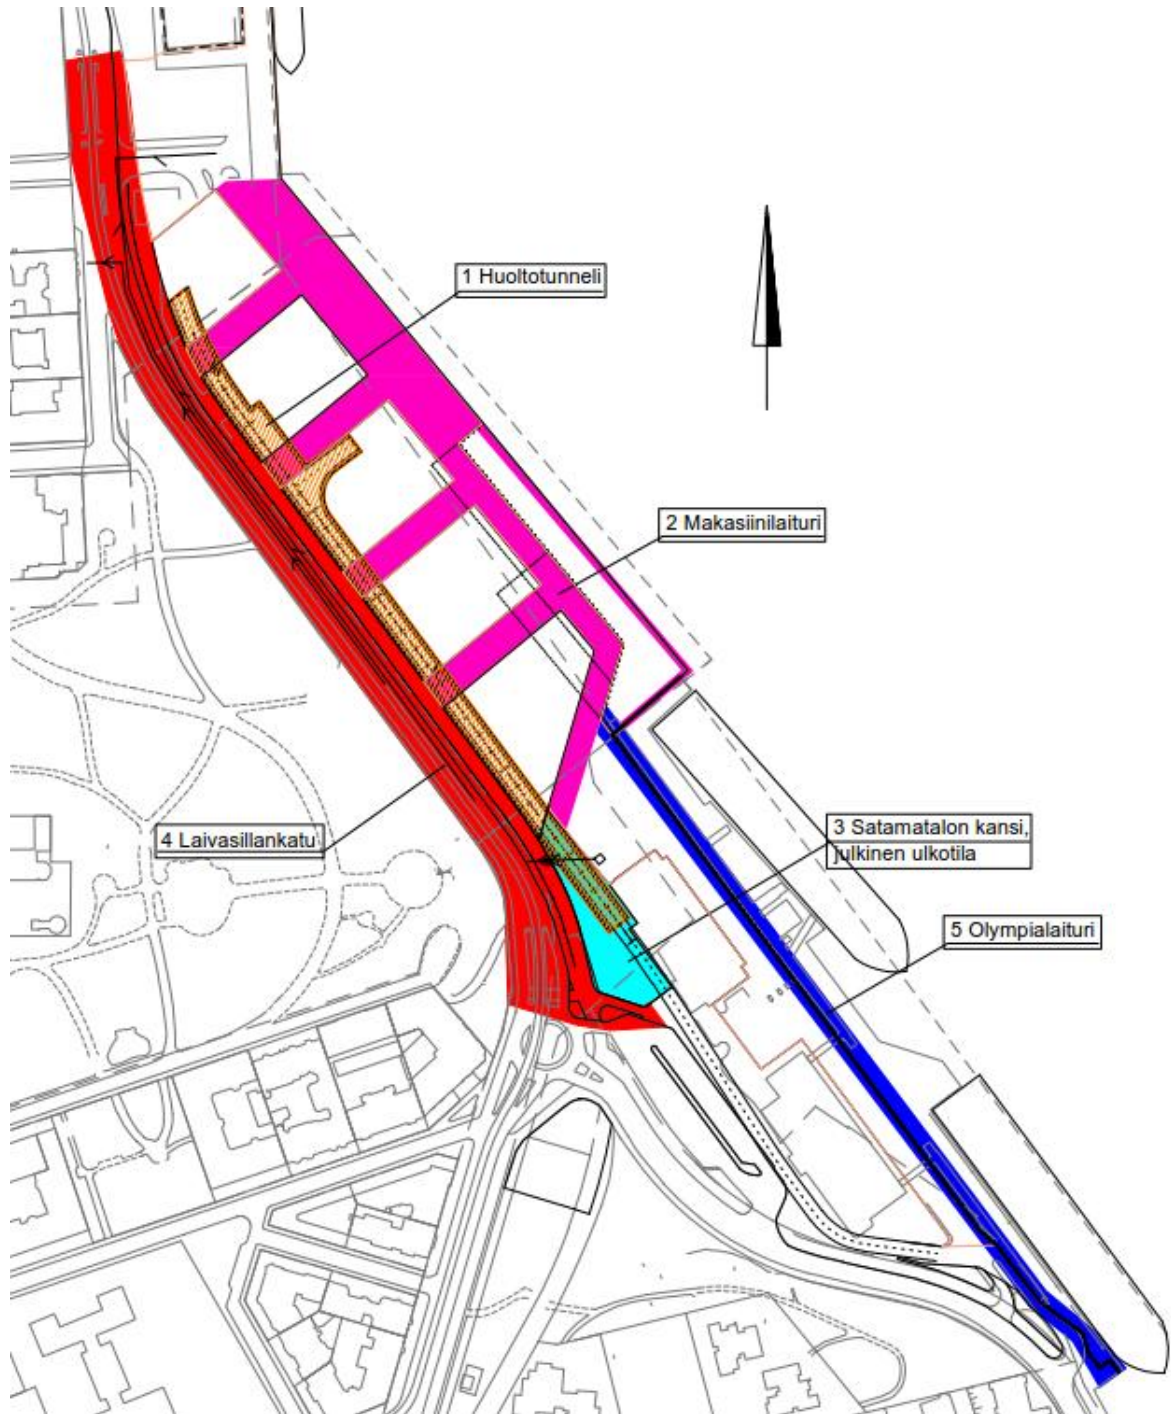 1 Huoltotunneli
2 Makasiinilaituri
3 Satamatalon kansi,
julkinen ulkotila
4 Laivasillankatu
5 Olympialaituri